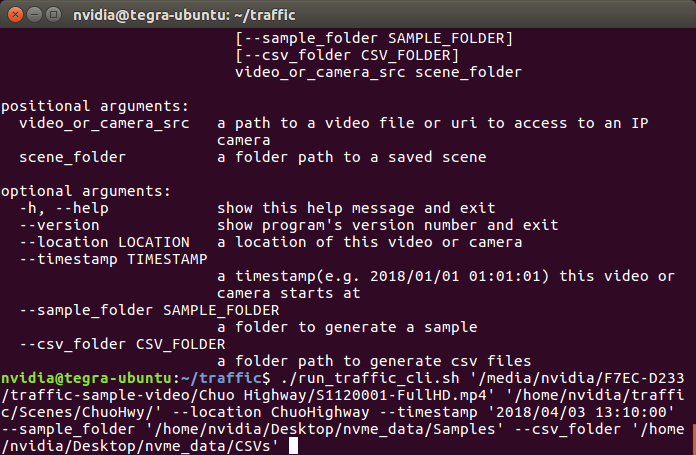 nvidia@tegra-ubuntu: ~/traffic
[--sample_folder SAMPLE_FOLDER]
[--csv_folder CSV_FOLDER]
video_or_camera_src scene_folder
positional arguments:
video_or_camera_src   a path to a video file or uri to access to an IP
camera
scene_folder          a folder path to a saved scene
optional arguments:
-h, --help            show this help message and exit
--version             show program's version number and exit
--location LOCATION   a location of this video or camera
--timestamp TIMESTAMP
a timestamp(e.g. 2018/01/01 01:01:01) this video or
camera starts at
--sample_folder SAMPLE_FOLDER
a folder to generate a sample
--csv_folder CSV_FOLDER
a folder path to generate csv files
nvidia@tegra-ubuntu:~/traffic$ ./run_traffic_cli.sh '/media/nvidia/F7EC-D233
/traffic-sample-video/Chuo Highway/S1120001-FullHD.mp4' '/home/nvidia/traffi
c/Scenes/ChuoHwy/' --location ChuoHighway --timestamp '2018/04/03 13:10:00'
--sample_folder '/home/nvidia/Desktop/nvme_data/Samples' --csv_folder '/home
/nvidia/Desktop/nvme_data/CSVs'